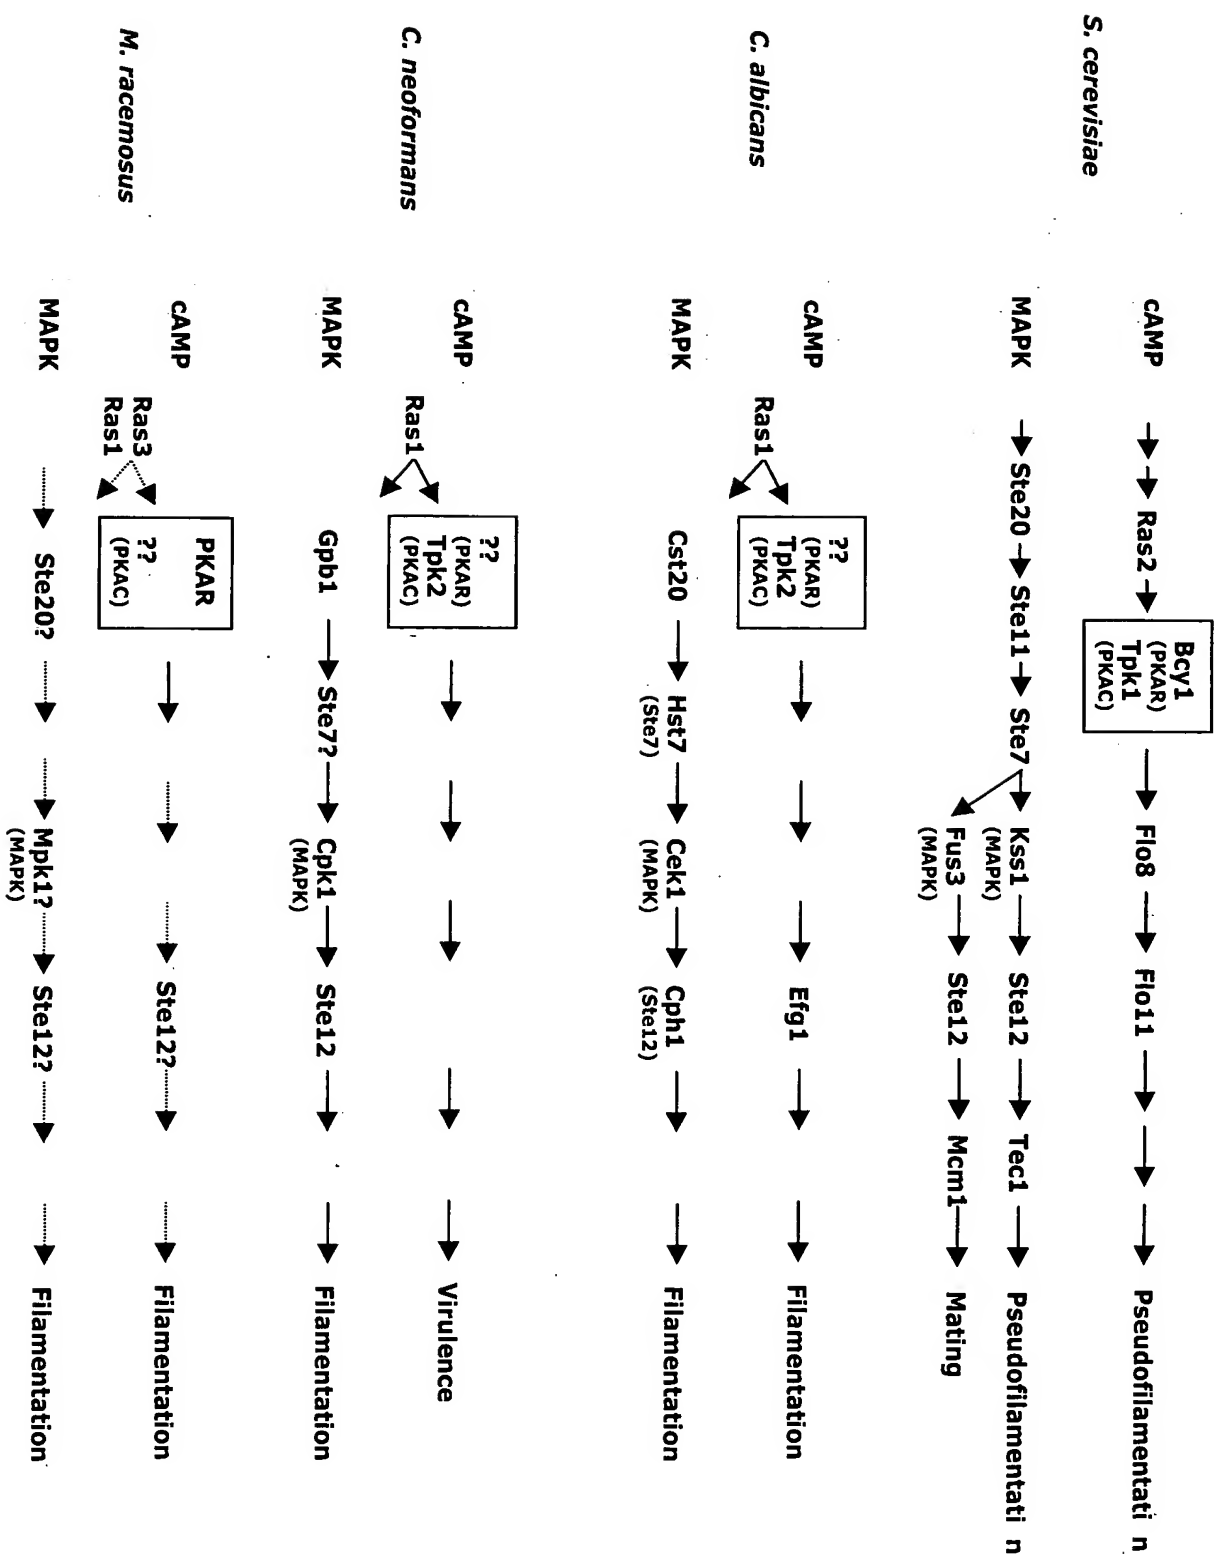 S. cerevisiae
cAMP
Ras2
Bcy1
(PKAR)
Tpk1
(PKAC)
Flo8
Flo11
Pseudofilamentati n
MAPK
Ste20
Ste11
Ste7
Kss1
(MAPK)
Ste12
Tec1
Pseudofilamentati n
Fus3
(MAPK)
Ste12
Mcm1
Mating
C. albicans
cAMP
Ras1
??
(PKAR)
Tpk2
(PKAC)
Efg1
Filamentation
MAPK
Cst20
Hst7
(Ste7)
Cek1
(MAPK)
Cph1
(Ste12)
Filamentation
C. neoformans
cAMP
Ras1
??
(PKAR)
Tpk2
(PKAC)
Virulence
MAPK
Gpb1
Ste7?
Cpk1
(MAPK)
Ste12
Filamentation
M. racemosus
cAMP
Ras3
Ras1
PKAR
??
(PKAC)
Ste12?
Filamentation
MAPK
Ste20?
Mpk1?
(MAPK)
Ste12?
Filamentation